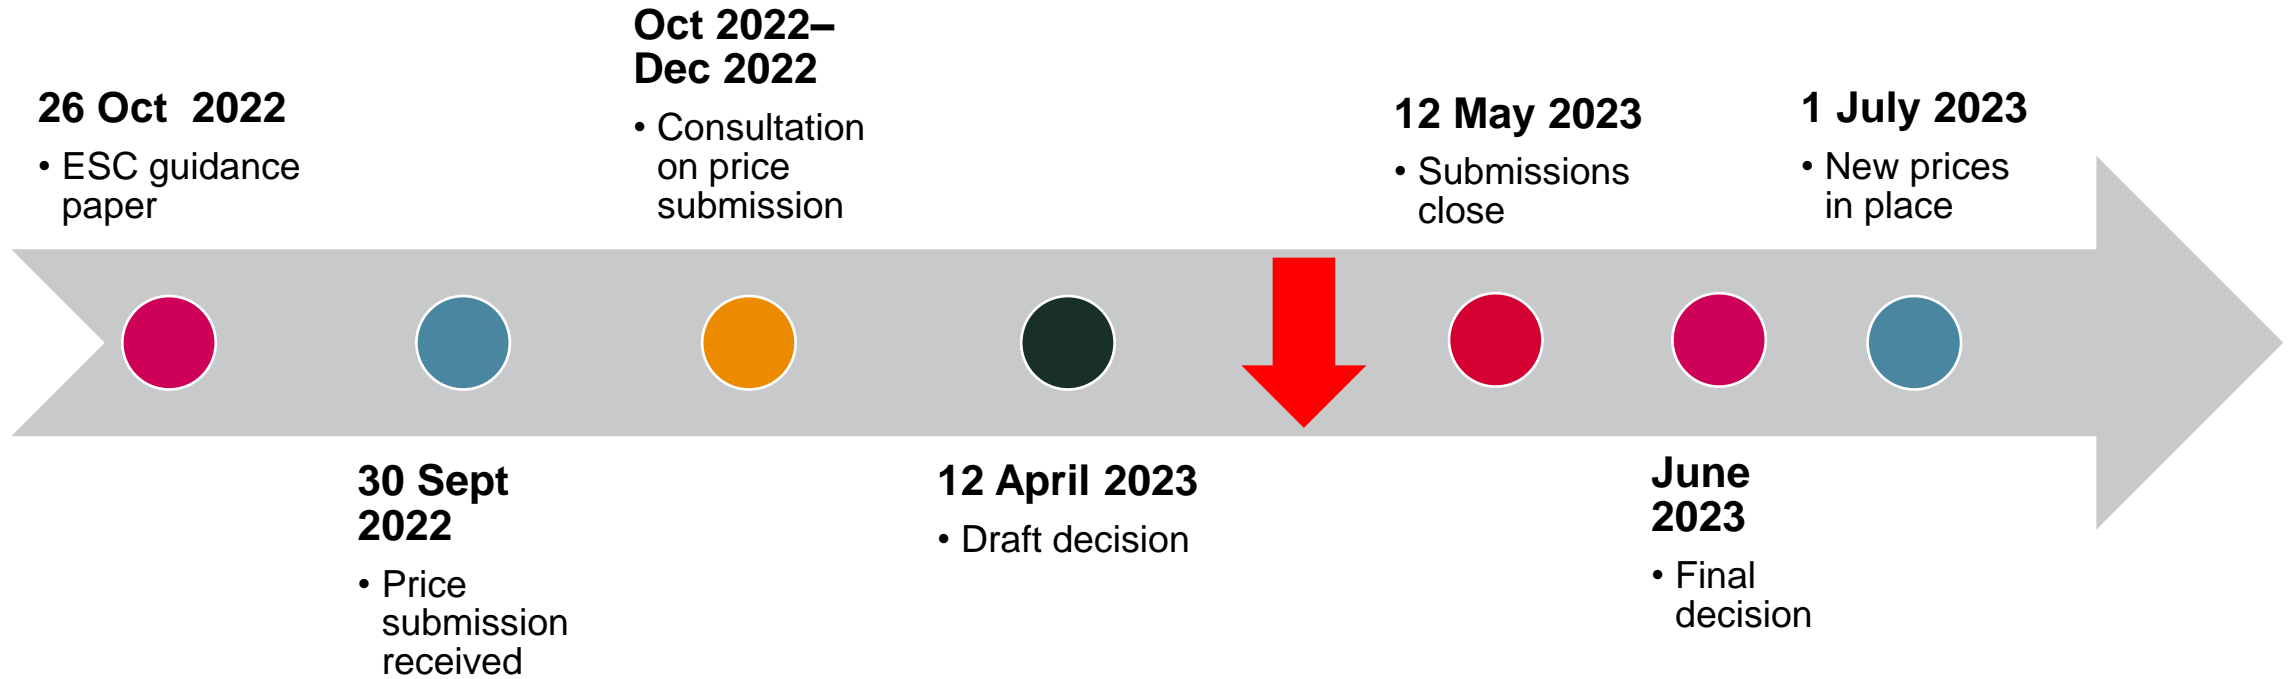 26 Oct  2022
• ESC guidance
paper
30 Sept
2022
• Price
submission
received
Oct 2022–
Dec 2022
• Consultation
on price
submission
12 April 2023
• Draft decision
12 May 2023
• Submissions
close
June
2023
• Final
decision
1 July 2023
• New prices
in place